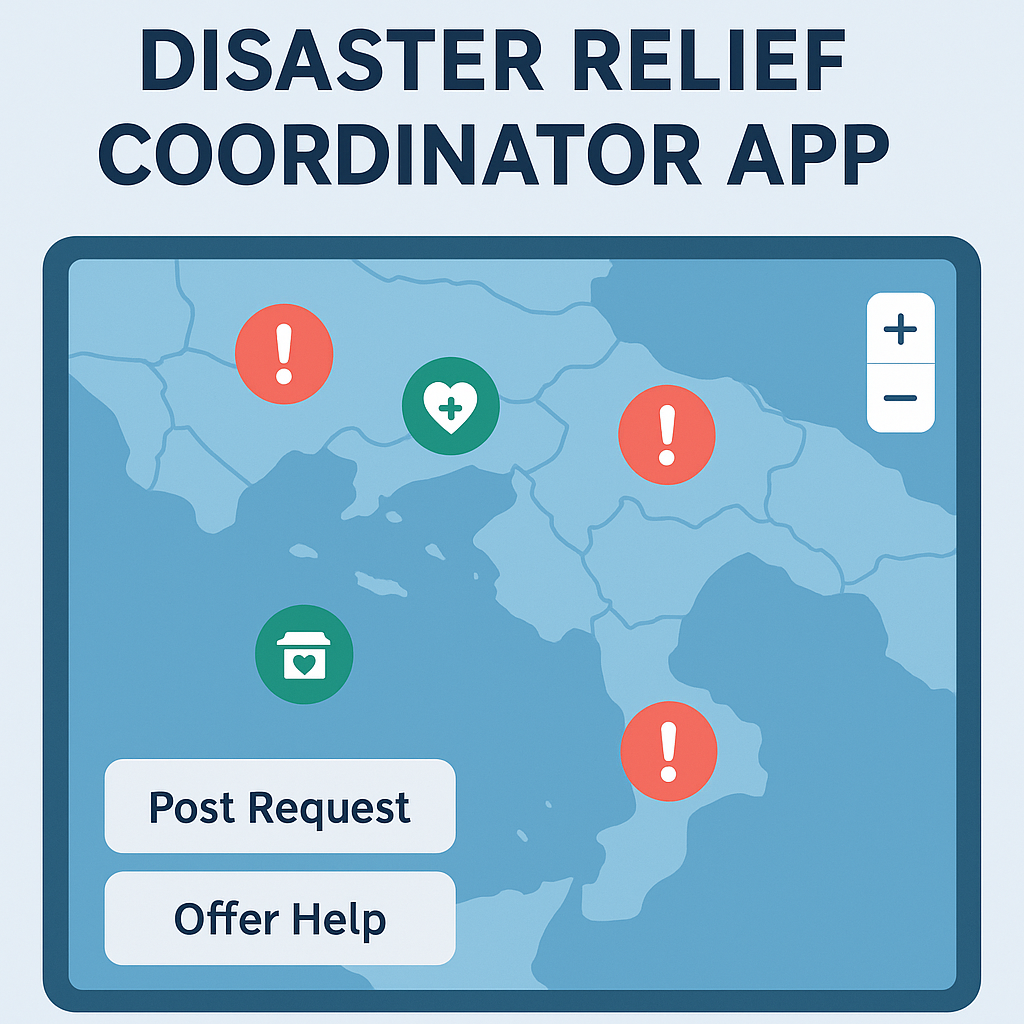 DISASTER RELIEF
COORDINATOR APP
+
−
Post Request
Offer Help